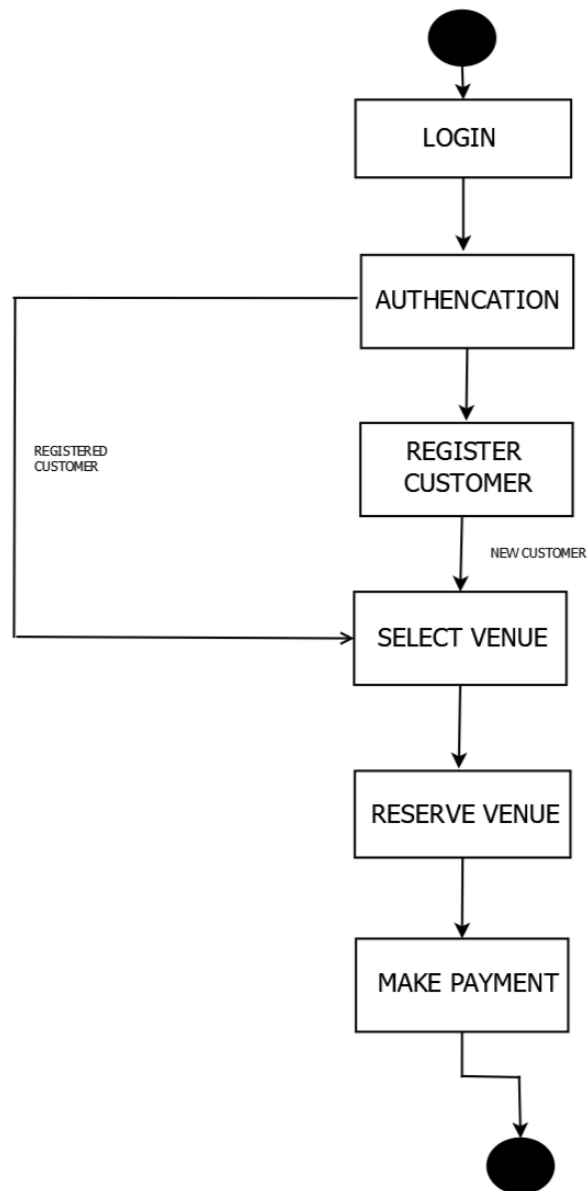 LOGIN
AUTHENCATION
REGISTERED
CUSTOMER
REGISTER
CUSTOMER
NEW CUSTOMER
SELECT VENUE
RESERVE VENUE
MAKE PAYMENT